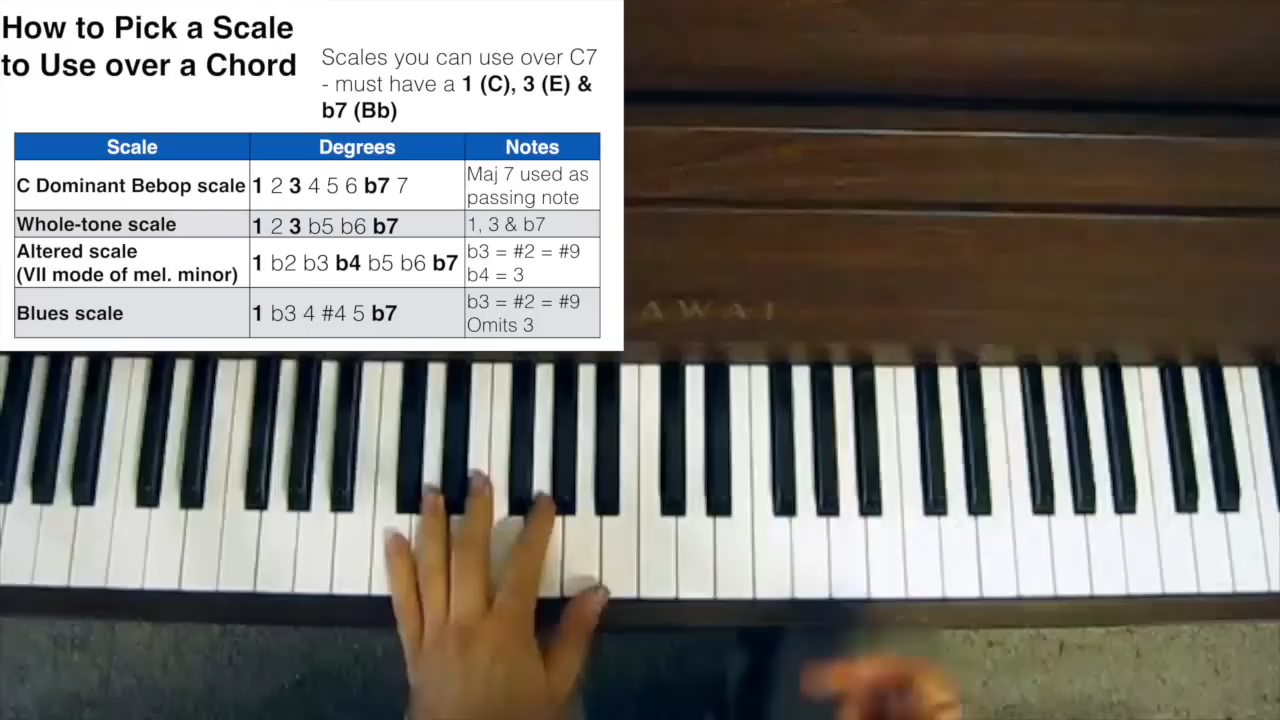 How to Pick a Scale
to Use over a Chord
Scales you can use over C7
- must have a 1 (C), 3 (E) &
b7 (Bb)
Scale Degrees Notes
C Dominant Bebop scale 1 2 3 4 5 6 b7 7 Maj 7 used as
passing note
Whole-tone scale 1 2 3 b5 b6 b7 1, 3 & b7
Altered scale
(VII mode of mel. minor) 1 b2 b3 b4 b5 b6 b7 b3 = #2 = #9
b4 = 3
Blues scale 1 b3 4 #4 5 b7 b3 = #2 = #9
Omits 3
AWAI